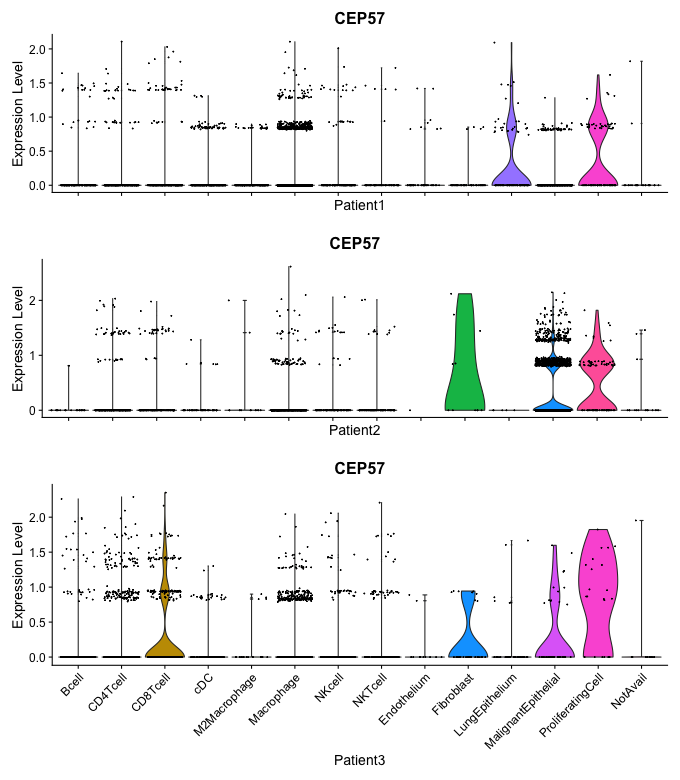 CEP57
Expression Level
2.0
1.5
1.0
0.5
0.0
Patient1
CEP57
Expression Level
2
1
0
Patient2
CEP57
Expression Level
2.0
1.5
1.0
0.5
0.0
Bcell
CD4Tcell
CD8Tcell
cDC
M2Macrophage
Macrophage
NKcell
NKTcell
Endothelium
Fibroblast
LungEpithelium
MalignantEpithelial
ProliferatingCell
NotAvail
Patient3